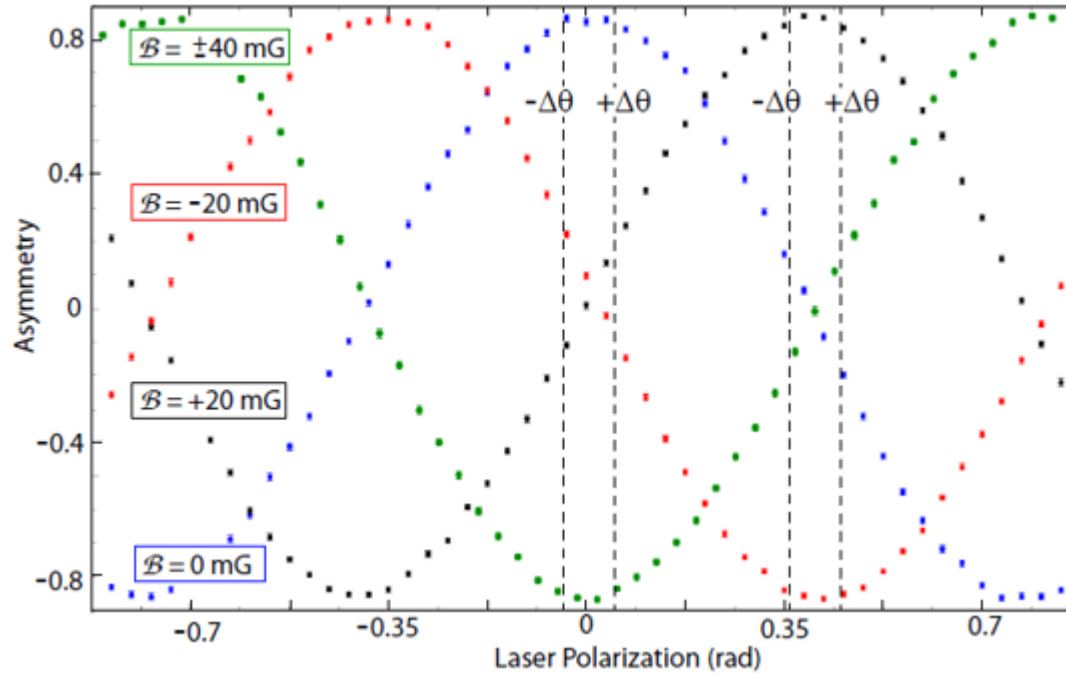 0.8
ℬ = ±40 mG
-Δθ +Δθ -Δθ +Δθ
0.4
ℬ = −20 mG
Asymmetry
0
ℬ = +20 mG
−0.4
ℬ = 0 mG
−0.8
−0.7 −0.35 0 0.35 0.7
Laser Polarization (rad)